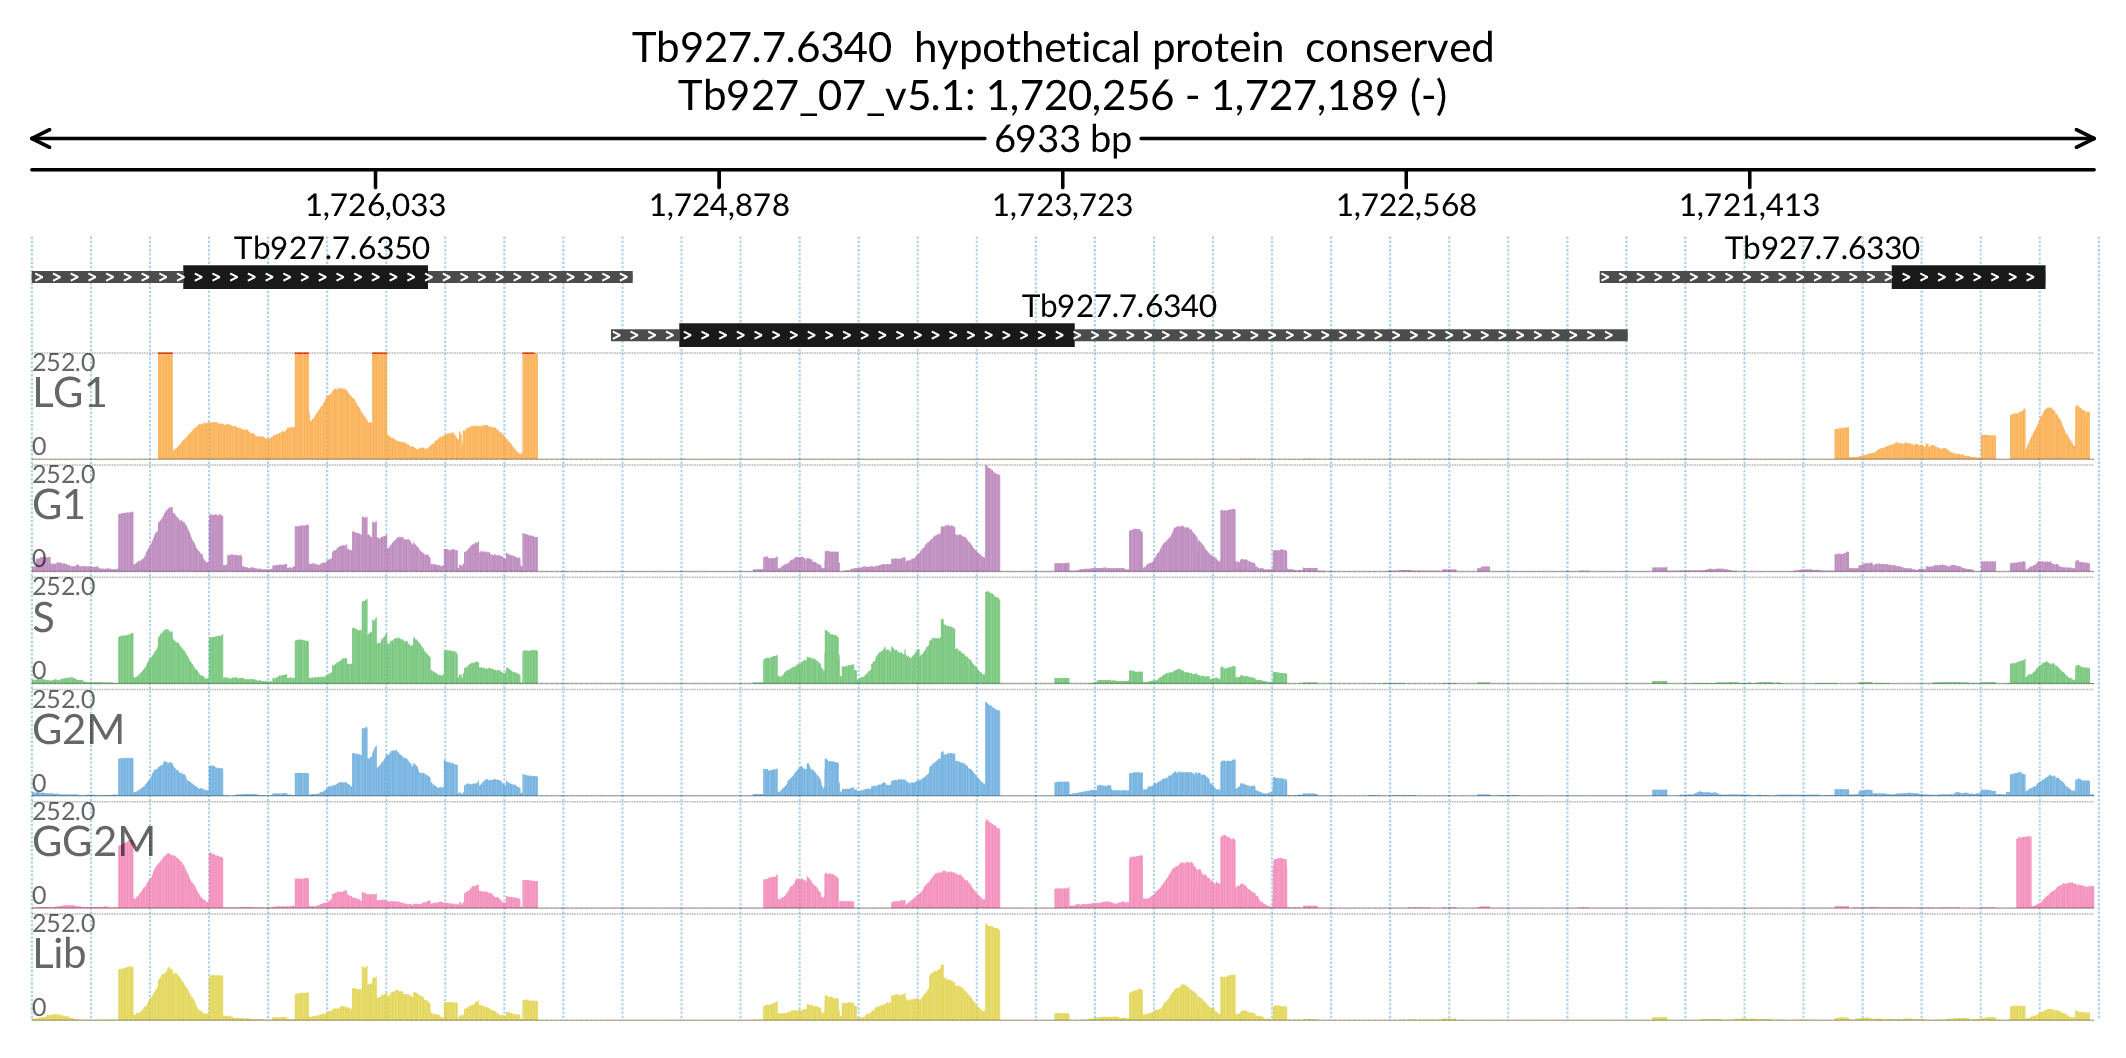 Tb927.7.6340  hypothetical protein  conserved
Tb927_07_v5.1: 1,720,256 - 1,727,189 (-)
6933 bp
1,726,033 1,724,878 1,723,723 1,722,568 1,721,413
Tb927.7.6350 Tb927.7.6330
Tb927.7.6340
252.0
LG1
0
252.0
G1
0
252.0
S
0
252.0
G2M
0
252.0
GG2M
0
252.0
Lib
0